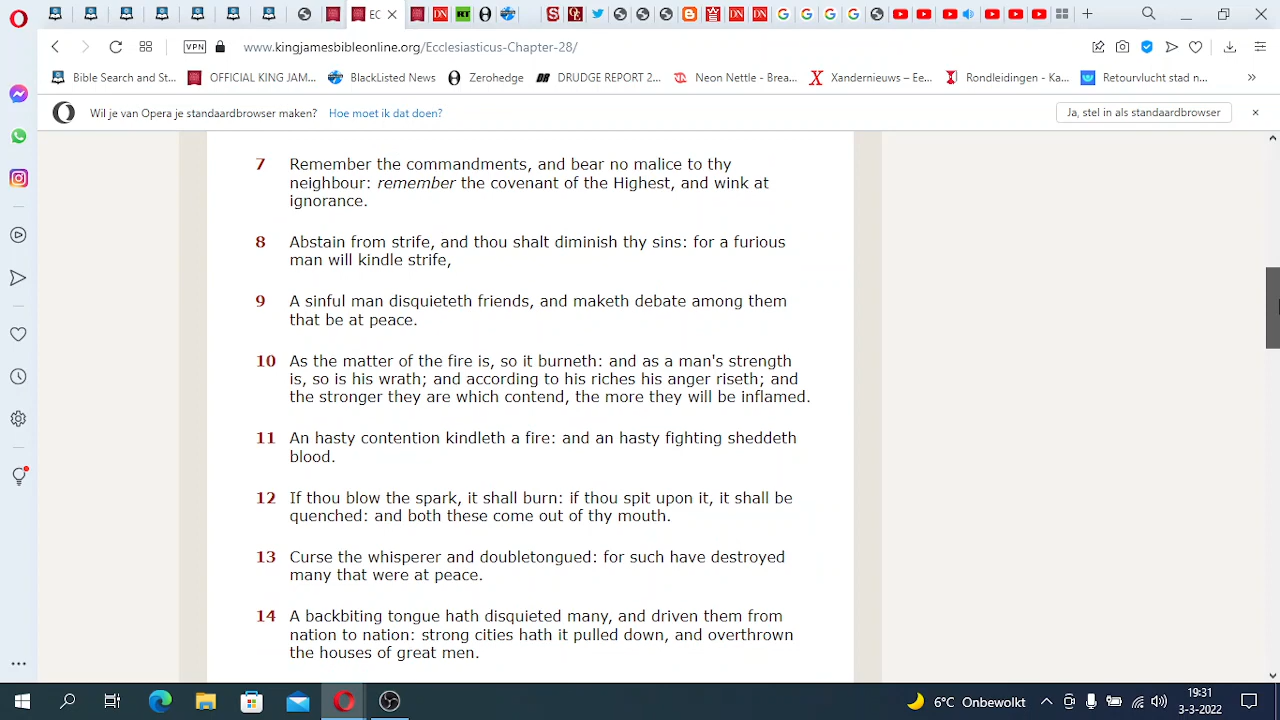 EC
DN
RT
DN
DN
VPN
www.kingjamesbibleonline.org/Ecclesiasticus-Chapter-28/
Bible Search and St...
OFFICIAL KING JAM...
BlackListed News
Zerohedge
DRUDGE REPORT 2...
Neon Nettle - Brea...
Xandernieuws – Ee...
Rondleidingen - Ka...
Retourvlucht stad n...
»
Wil je van Opera je standaardbrowser maken? Hoe moet ik dat doen?
Ja, stel in als standaardbrowser
7 Remember the commandments, and bear no malice to thy
neighbour: remember the covenant of the Highest, and wink at
ignorance.
8 Abstain from strife, and thou shalt diminish thy sins: for a furious
man will kindle strife,
9 A sinful man disquieteth friends, and maketh debate among them
that be at peace.
10 As the matter of the fire is, so it burneth: and as a man's strength
is, so is his wrath; and according to his riches his anger riseth; and
the stronger they are which contend, the more they will be inflamed.
11 An hasty contention kindleth a fire: and an hasty fighting sheddeth
blood.
12 If thou blow the spark, it shall burn: if thou spit upon it, it shall be
quenched: and both these come out of thy mouth.
13 Curse the whisperer and doubletongued: for such have destroyed
many that were at peace.
14 A backbiting tongue hath disquieted many, and driven them from
nation to nation: strong cities hath it pulled down, and overthrown
the houses of great men.
6°C Onbewolkt
19:31
3-3-2022